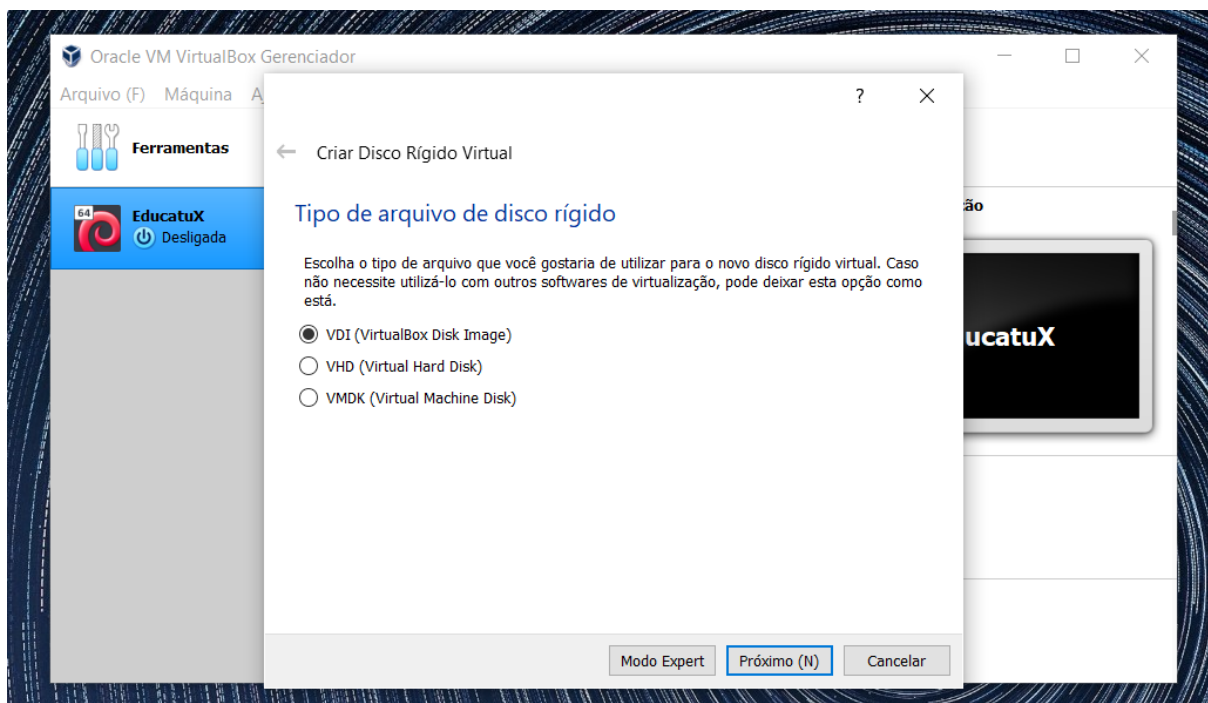 Oracle VM VirtualBox Gerenciador
Arquivo (F) Máquina
?
Ferramentas
Criar Disco Rígido Virtual
64
EducatuX
Desligada
Tipo de arquivo de disco rígido
ão
Escolha o tipo de arquivo que você gostaria de utilizar para o novo disco rígido virtual. Caso
não necessite utilizá-lo com outros softwares de virtualização, pode deixar esta opção como
está.
VDI (VirtualBox Disk Image)
ucatuX
VHD (Virtual Hard Disk)
VMDK (Virtual Machine Disk)
Modo Expert Próximo (N) Cancelar